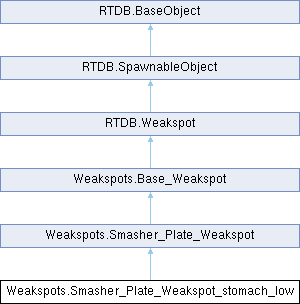 RTDB.BaseObject
RTDB.SpawnableObject
RTDB.Weakspot
Weakspots.Base_Weakspot
Weakspots.Smasher_Plate_Weakspot
Weakspots.Smasher_Plate_Weakspot_stomach_low